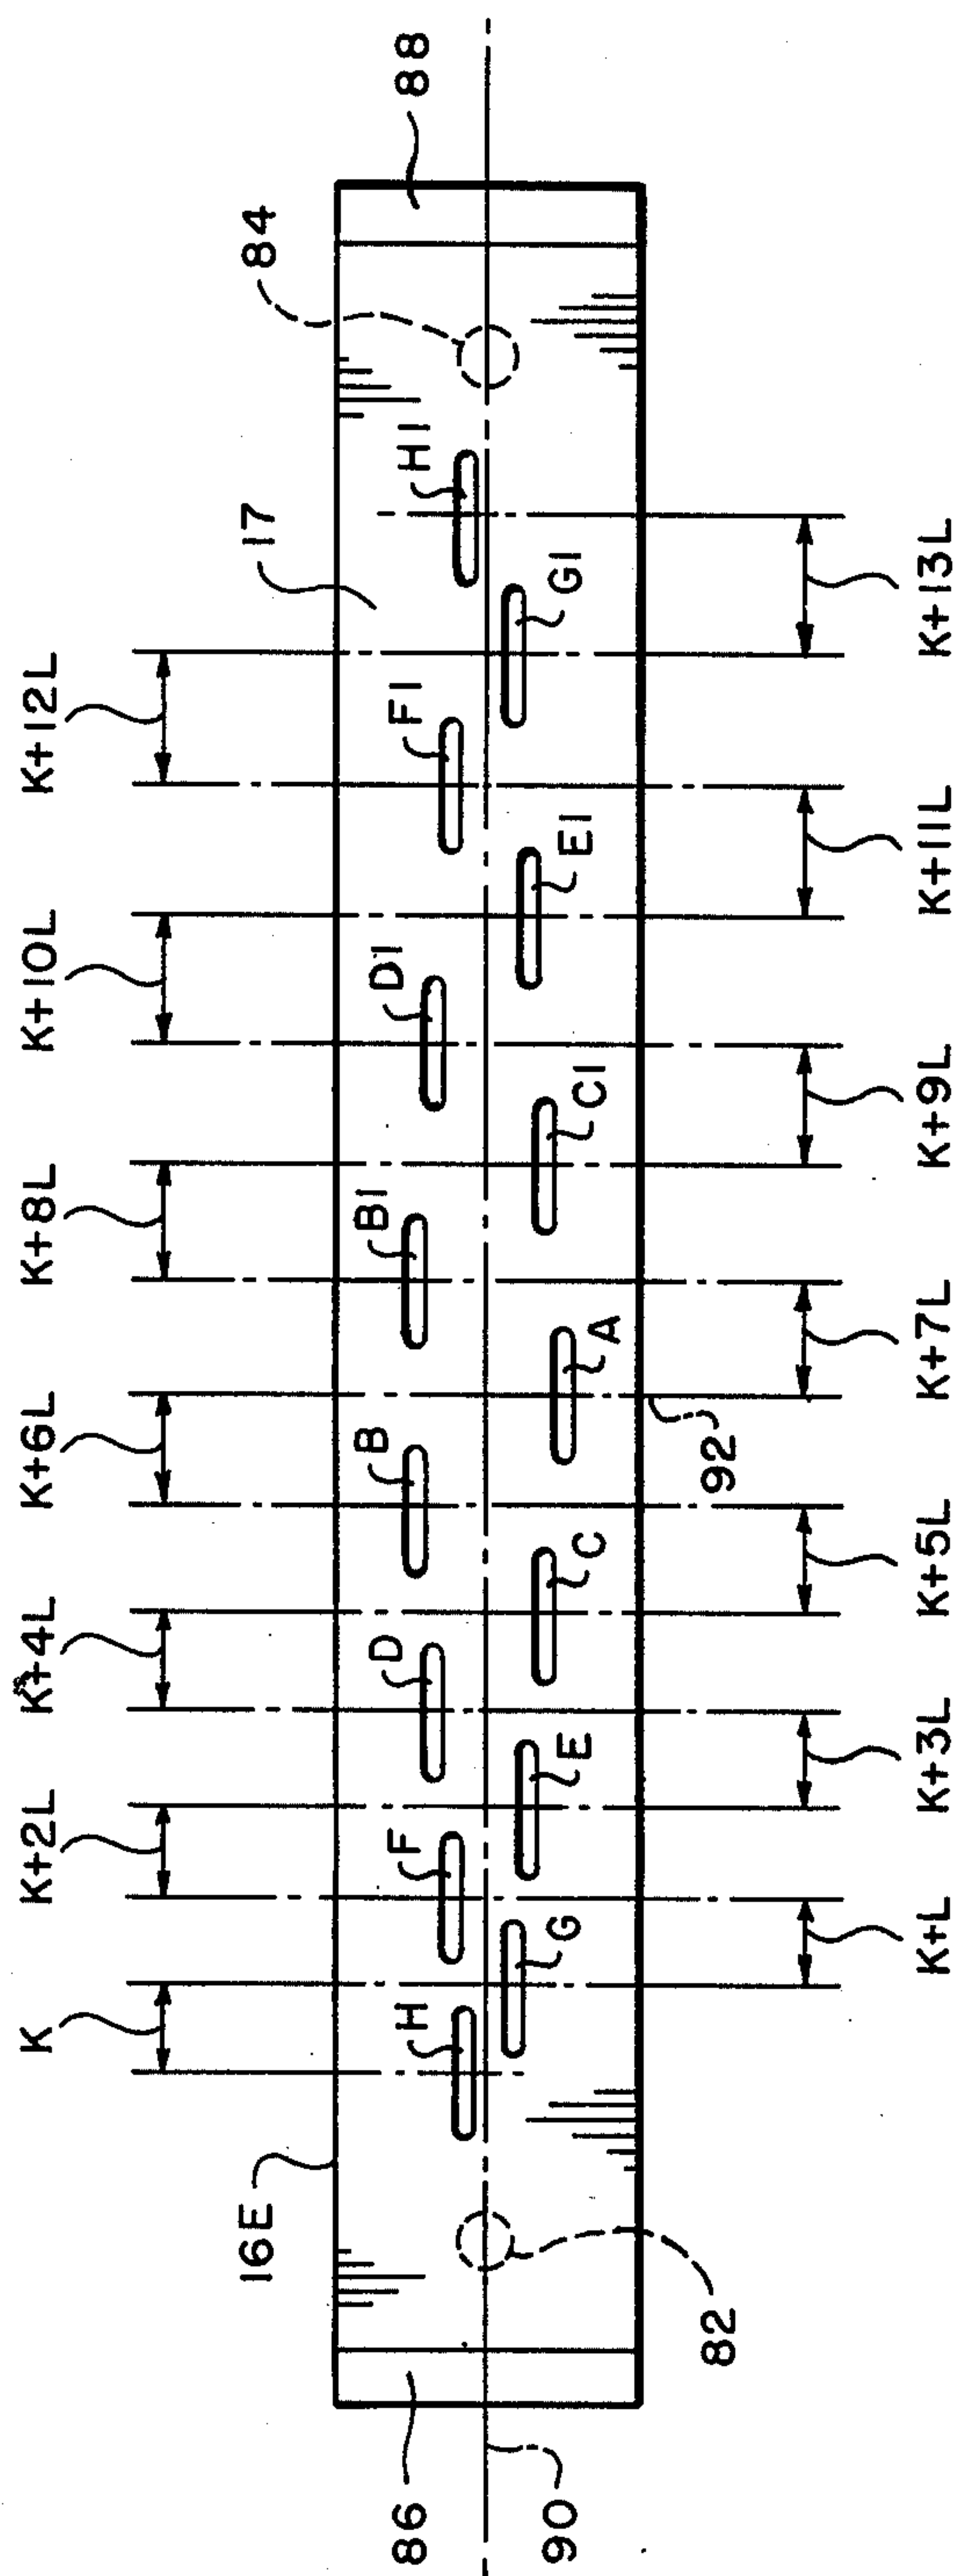 K
K+2L
K+4L
K+6L
K+8L
K+10L
K+12L
16E
17
84
88
H
F
D
B
B1
D1
F1
H1
G
E
C
A
C1
E1
G1
86
90
82
92
K+L
K+3L
K+5L
K+7L
K+9L
K+11L
K+13L